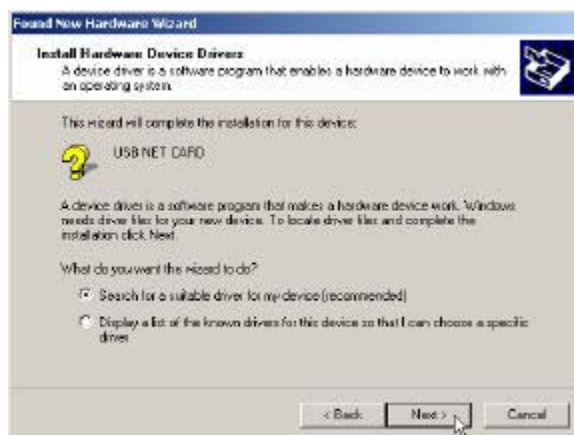 Found New Hardware Wizard
Install Hardware Device Drivers
A device driver is a software program that enables a hardware device to work with
an operating system.
This wizard will complete the installation for this device:
USB NET CARD
A device driver is a software program that makes a hardware device work. Windows
needs driver files for your new device. To locate driver files and complete the
installation click Next.
What do you want the wizard to do?
Search for a suitable driver for my device (recommended)
Display a list of the known drivers for this device so that I can choose a specific
driver
< Back
Next >
Cancel